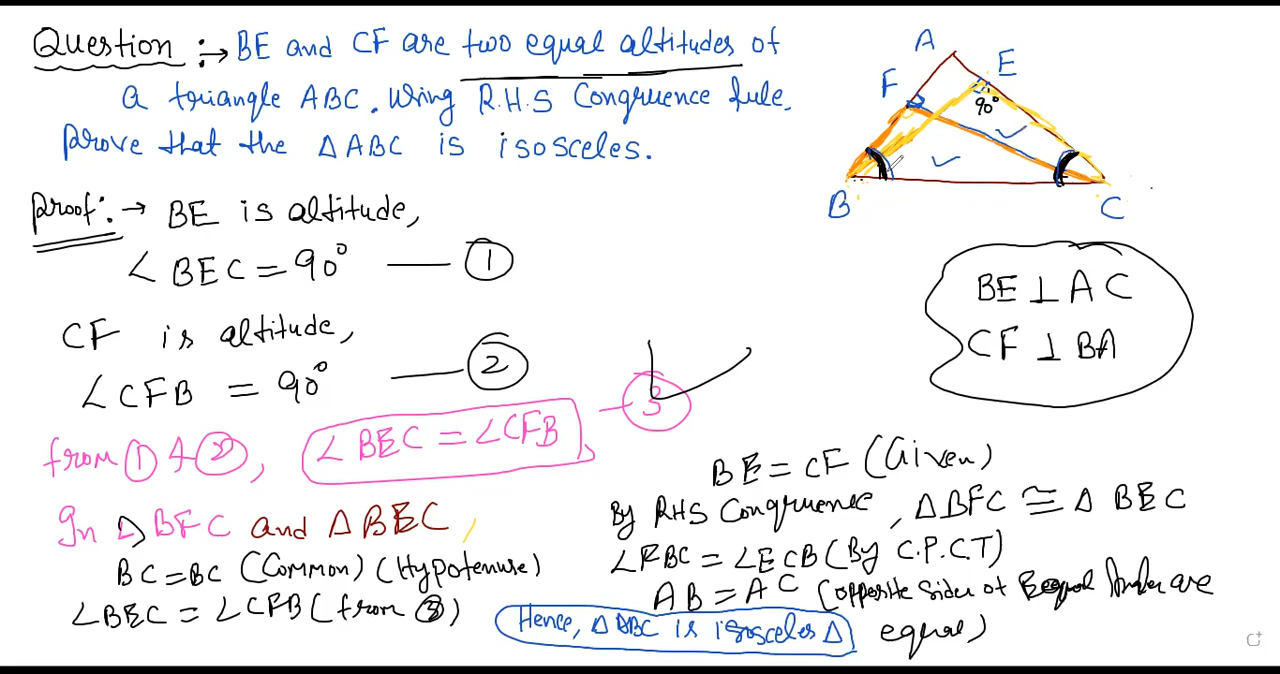 Question :→ BE and CF are two equal altitudes of
a triangle ABC. Using R.H.S Congruence rule,
prove that the △ABC is isosceles.
Proof:→ BE is altitude,
∠BEC = 90° — ①
CF is altitude,
∠CFB = 90° — ②
from ① & ②, ∠BEC = ∠CFB, — ③
In △BFC and △BEC,
BC = BC (Common) (Hypotenuse)
∠BEC = ∠CFB (from ③)
BE = CF (Given)
By RHS Congruence, △BFC ≅ △BEC
∠FBC = ∠ECB (By C.P.CT)
AB = AC (opposite sides of Equal Angles are
equal)
Hence, △ABC is isosceles △
A
E
F
90°
B
C
BE ⊥ AC
CF ⊥ BA